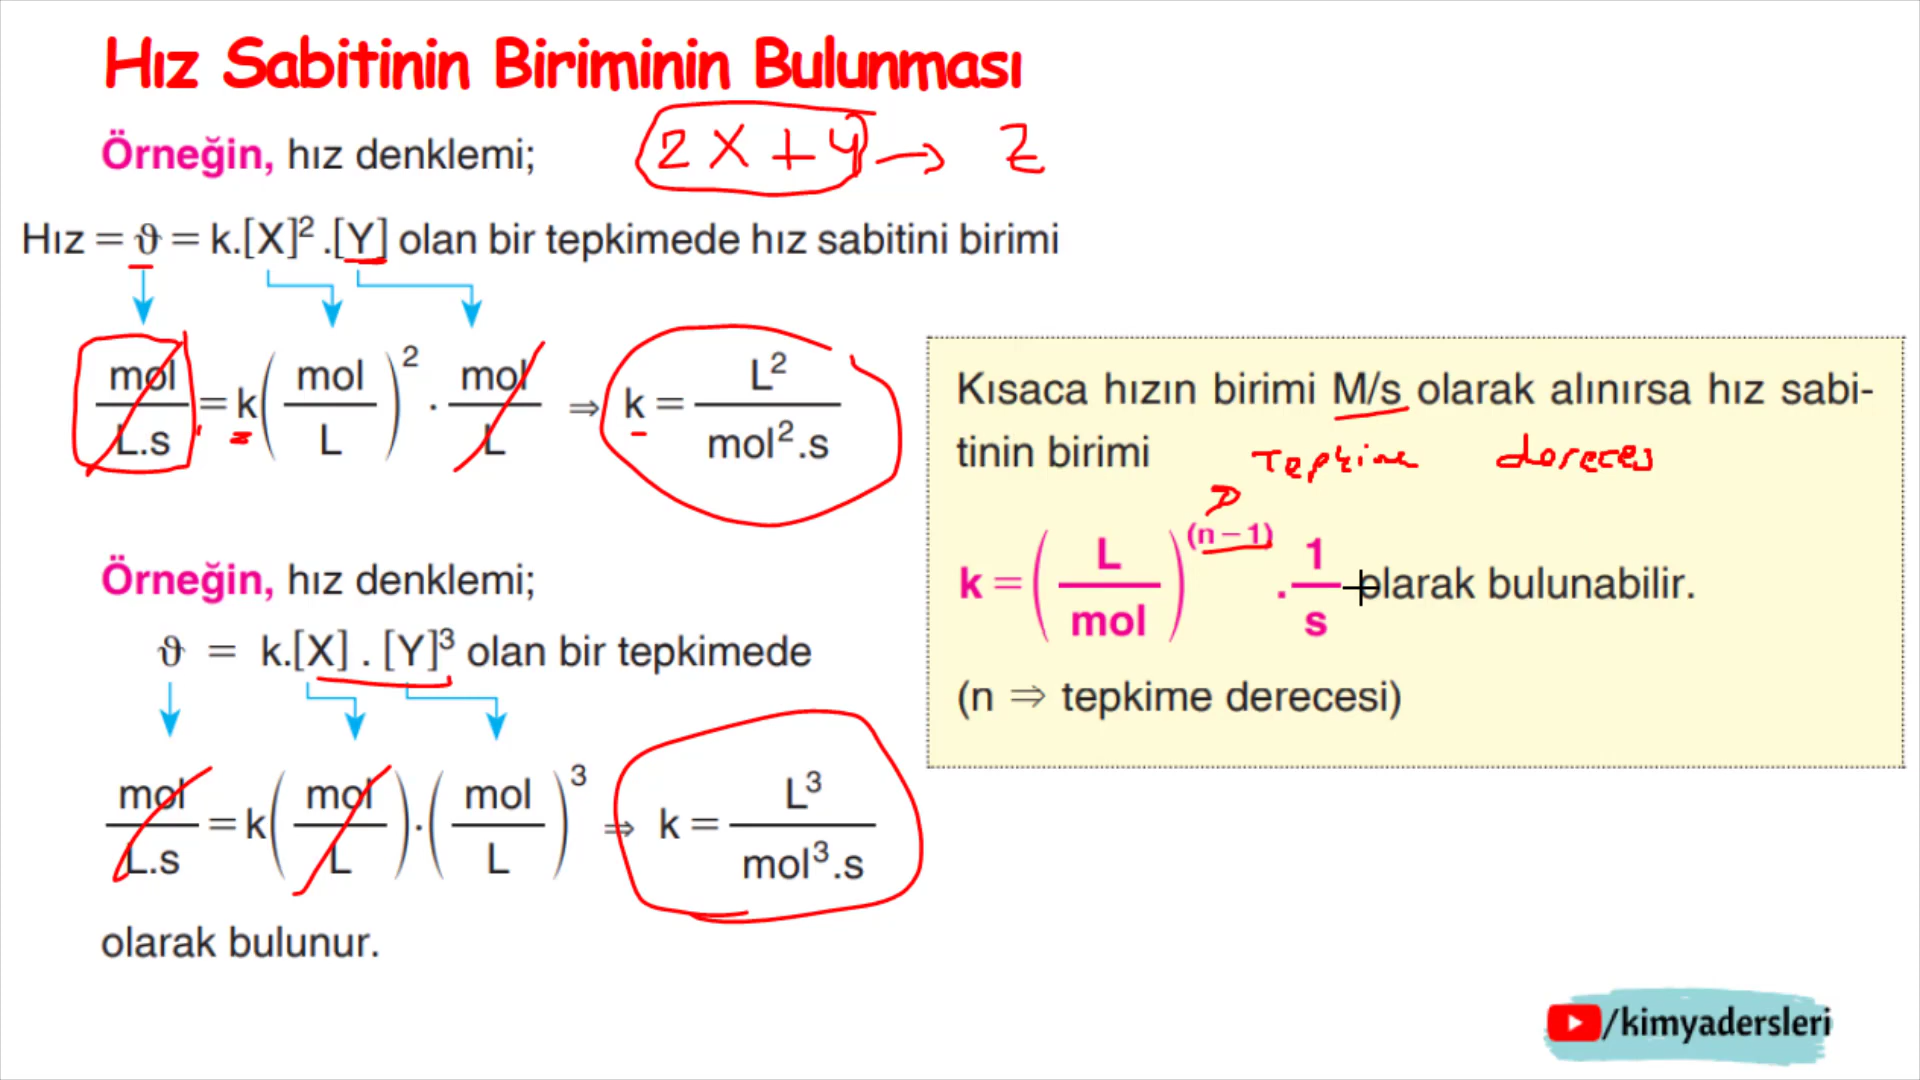 Hız Sabitinin Biriminin Bulunması
Örneğin, hız denklemi;
2X + Y → Z
Hız = ϑ = k.[X]² .[Y] olan bir tepkimede hız sabitini birimi
mol/L.s = k(mol/L)² . mol/L ⇒ k = L²/mol².s
Örneğin, hız denklemi;
ϑ = k.[X] . [Y]³ olan bir tepkimede
mol/L.s = k(mol/L).(mol/L)³ ⇒ k = L³/mol³.s
olarak bulunur.
Kısaca hızın birimi M/s olarak alınırsa hız sabi-
tinin birimi
Tepkime
k = (L/mol)⁽ⁿ⁻¹⁾ . 1/s olarak bulunabilir.
(n ⇒ tepkime derecesi)
/kimyadersleri